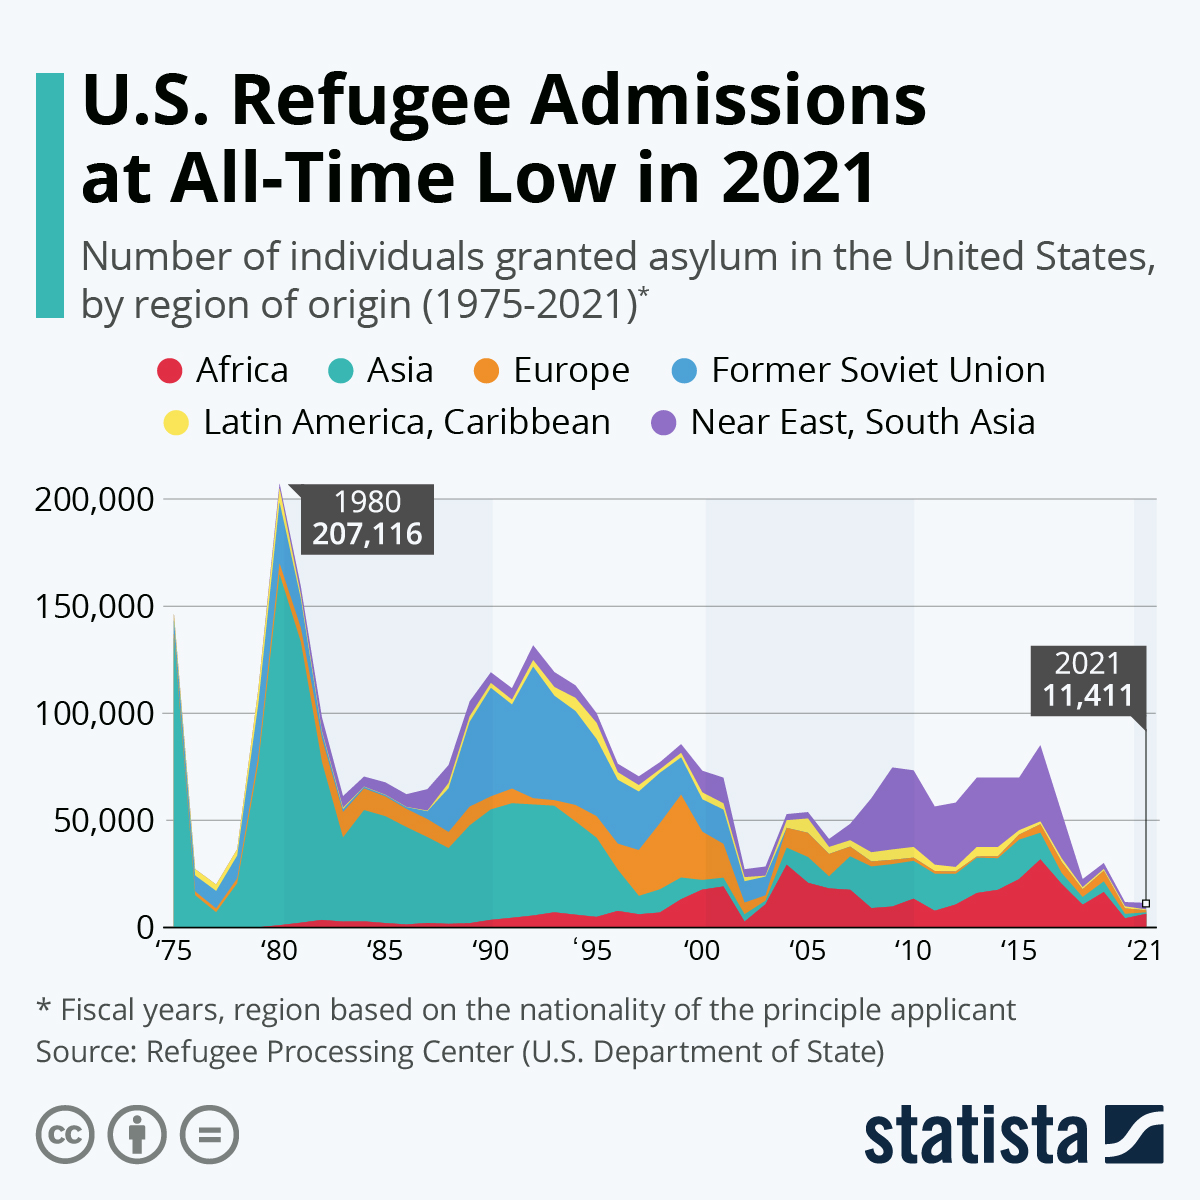 U.S. Refugee Admissions
at All-Time Low in 2021
Number of individuals granted asylum in the United States,
by region of origin (1975-2021)*
Africa Asia Europe Former Soviet Union
Latin America, Caribbean Near East, South Asia
200,000
150,000
100,000
50,000
0
1980
207,116
2021
11,411
‘75 ‘80 ‘85 ‘90 ‘95 ‘00 ‘05 ‘10 ‘15 ‘21
* Fiscal years, region based on the nationality of the principle applicant
Source: Refugee Processing Center (U.S. Department of State)
cc
statista